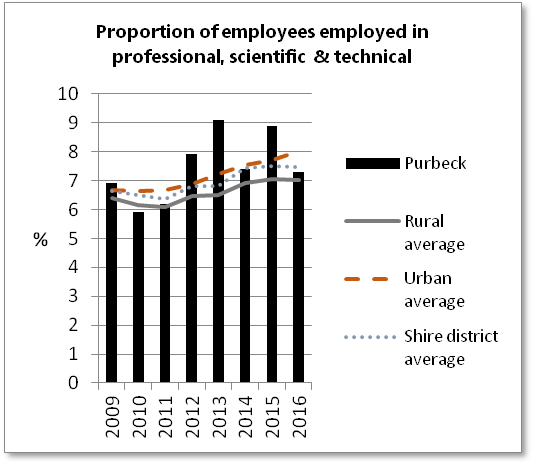 Proportion of employees employed in
professional, scientific & technical
10
9
8
7
6
5
4
3
2
1
0
%
2009
2010
2011
2012
2013
2014
2015
2016
Purbeck
Rural
average
Urban
average
Shire district
average